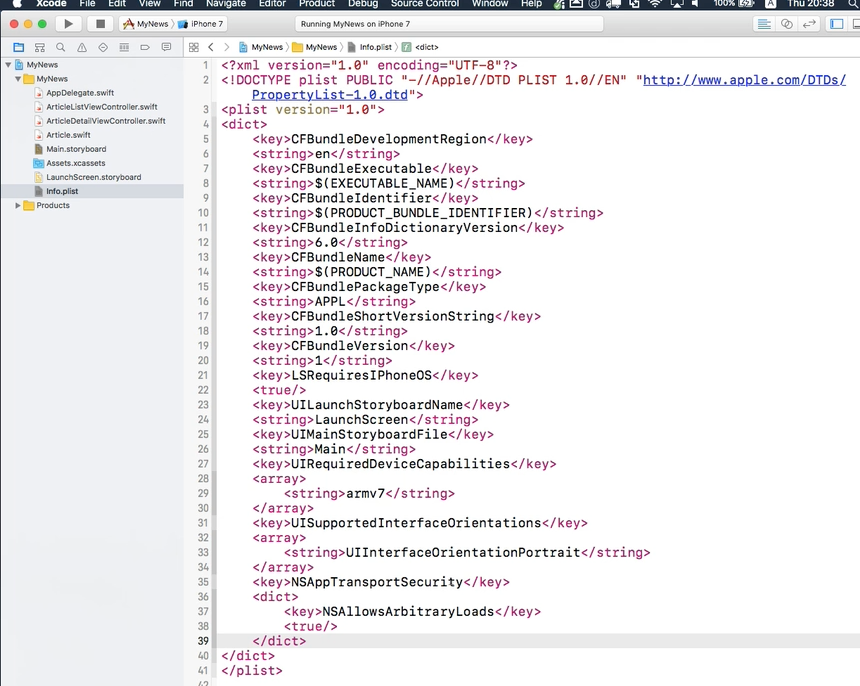 Xcode File Edit View Find Navigate Editor Product Debug Source Control Window Help 100% Thu 20:38
MyNews iPhone 7 Running MyNews on iPhone 7
MyNews MyNews Info.plist <dict>
MyNews
MyNews
AppDelegate.swift
ArticleListViewController.swift
ArticleDetailViewController.swift
Article.swift
Main.storyboard
Assets.xcassets
LaunchScreen.storyboard
Info.plist
Products
1 <?xml version="1.0" encoding="UTF-8"?>
2 <!DOCTYPE plist PUBLIC "-//Apple//DTD PLIST 1.0//EN" "http://www.apple.com/DTDs/
PropertyList-1.0.dtd">
3 <plist version="1.0">
4 <dict>
5 <key>CFBundleDevelopmentRegion</key>
6 <string>en</string>
7 <key>CFBundleExecutable</key>
8 <string>$(EXECUTABLE_NAME)</string>
9 <key>CFBundleIdentifier</key>
10 <string>$(PRODUCT_BUNDLE_IDENTIFIER)</string>
11 <key>CFBundleInfoDictionaryVersion</key>
12 <string>6.0</string>
13 <key>CFBundleName</key>
14 <string>$(PRODUCT_NAME)</string>
15 <key>CFBundlePackageType</key>
16 <string>APPL</string>
17 <key>CFBundleShortVersionString</key>
18 <string>1.0</string>
19 <key>CFBundleVersion</key>
20 <string>1</string>
21 <key>LSRequiresIPhoneOS</key>
22 <true/>
23 <key>UILaunchStoryboardName</key>
24 <string>LaunchScreen</string>
25 <key>UIMainStoryboardFile</key>
26 <string>Main</string>
27 <key>UIRequiredDeviceCapabilities</key>
28 <array>
29 <string>armv7</string>
30 </array>
31 <key>UISupportedInterfaceOrientations</key>
32 <array>
33 <string>UIInterfaceOrientationPortrait</string>
34 </array>
35 <key>NSAppTransportSecurity</key>
36 <dict>
37 <key>NSAllowsArbitraryLoads</key>
38 <true/>
39 </dict>
40 </dict>
41 </plist>
42